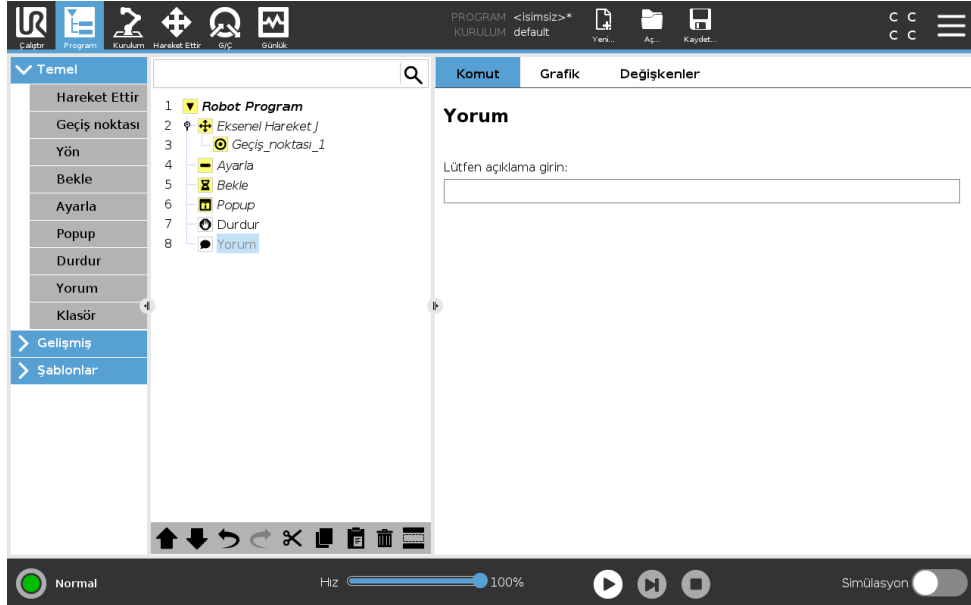 UR
PROGRAM <isimsiz>*
KURULUM default
Çalıştır Program Kurulum Hareket Ettir G/Ç Günlük
Yeni... Aç... Kaydet...
C C
C C
Temel
Hareket Ettir
Geçiş noktası
Yön
Bekle
Ayarla
Popup
Durdur
Yorum
Klasör
Gelişmiş
Şablonlar
1 Robot Program
2 Eksenel Hareket J
3 Geçiş_noktası_1
4 Ayarla
5 Bekle
6 Popup
7 Durdur
8 Yorum
Komut Grafik Değişkenler
Yorum
Lütfen açıklama girin:
Normal
Hız 100%
Simülasyon